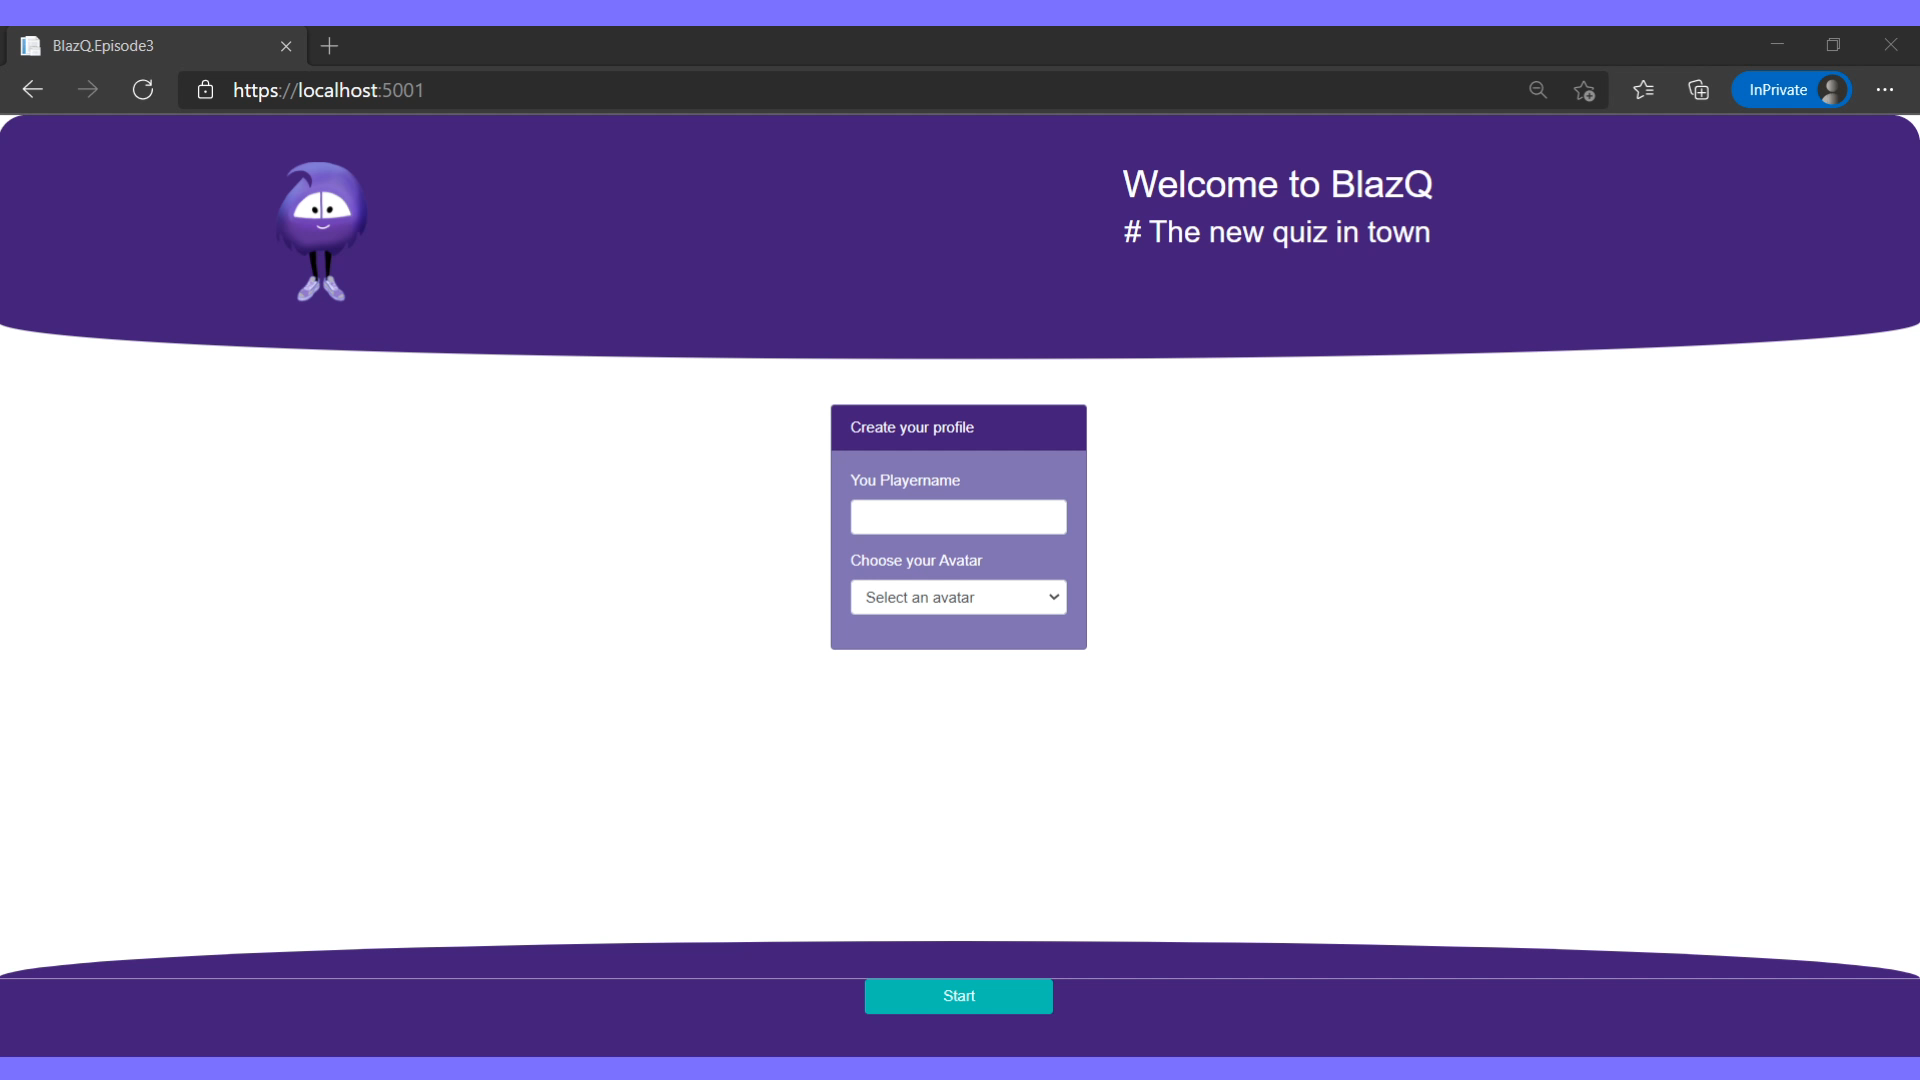 BlazQ.Episode3
https://localhost:5001
InPrivate
Welcome to BlazQ
# The new quiz in town
Create your profile
You Playername
Choose your Avatar
Select an avatar
Start